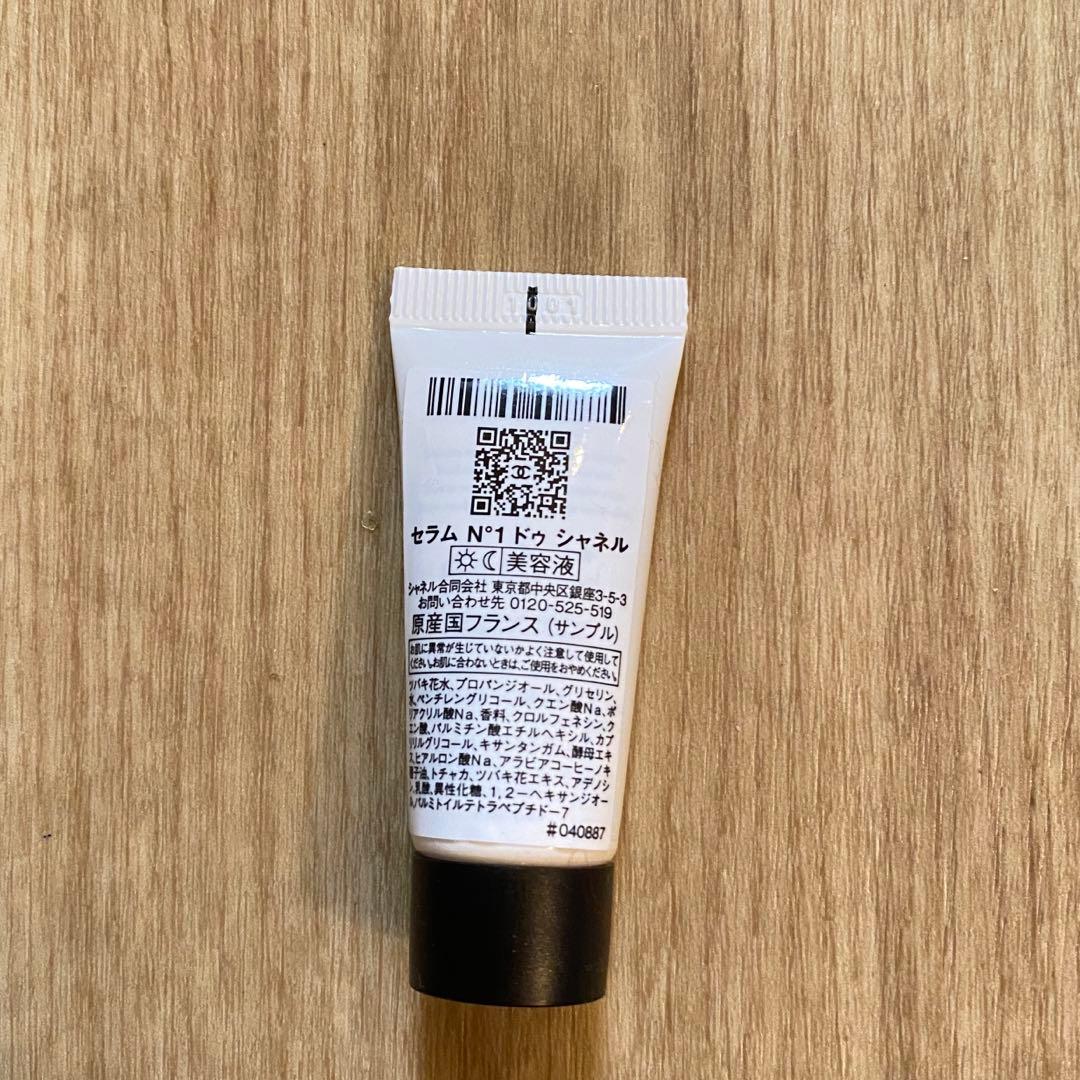 1001
セラム N°1 ドゥ シャネル
美容液
シャネル合同会社 東京都中央区銀座3-5-3
お問い合わせ先 0120-525-519
原産国フランス (サンプル)
お肌に異常が生じていないかよく注意して使用して
ください。お肌に合わないときは、ご使用をおやめください。
ツバキ花水、プロパンジオール、グリセリン、
水、ペンチレングリコール、クエン酸Na、ポ
リアクリル酸Na、香料、クロルフェネシン、ク
エン酸、パルミチン酸エチルヘキシル、カプ
リリルグリコール、キサンタンガム、酵母エキ
ス、ヒアルロン酸Na、アラビアコーヒーノキ
種子油、トチャカ、ツバキ花エキス、アデノシ
ン、乳酸、異性化糖、1,2-ヘキサンジオー
ル、パルミトイルテトラペプチド-7
#040887